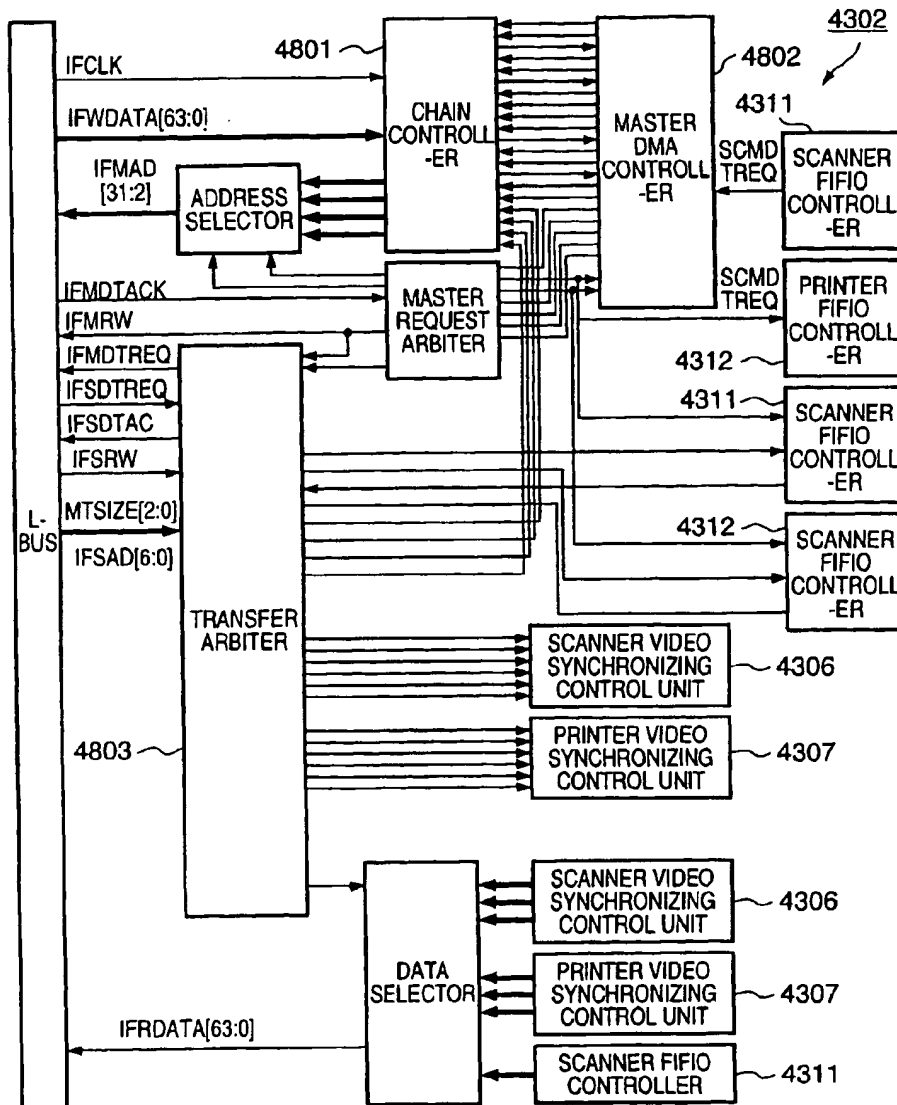 4302
4801
4802
4311
IFCLK
CHAIN
CONTROLL
-ER
MASTER
DMA
CONTROLL
-ER
SCMD
TREQ
SCANNER
FIFIO
CONTROLL
-ER
IFWDATA[63:0]
IFMAD
[31:2]
ADDRESS
SELECTOR
IFMDTACK
MASTER
REQUEST
ARBITER
SCMD
TREQ
PRINTER
FIFIO
CONTROLL
-ER
4312
IFMRW
IFMDTREQ
IFSDTREQ
IFSDTAC
IFSRW
4311
SCANNER
FIFIO
CONTROLL
-ER
L-
BUS
MTSIZE[2:0]
IFSAD[6:0]
4312
SCANNER
FIFIO
CONTROLL
-ER
TRANSFER
ARBITER
4803
SCANNER VIDEO
SYNCHRONIZING
CONTROL UNIT
4306
PRINTER VIDEO
SYNCHRONIZING
CONTROL UNIT
4307
DATA
SELECTOR
SCANNER VIDEO
SYNCHRONIZING
CONTROL UNIT
4306
PRINTER VIDEO
SYNCHRONIZING
CONTROL UNIT
4307
IFRDATA[63:0]
SCANNER FIFIO
CONTROLLER
4311